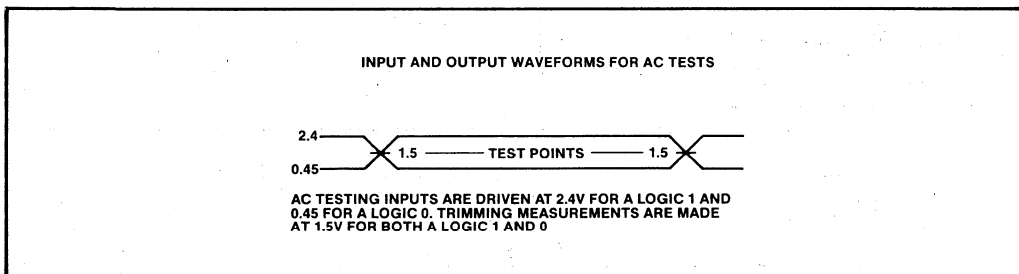 INPUT AND OUTPUT WAVEFORMS FOR AC TESTS
2.4
1.5 TEST POINTS 1.5
0.45
AC TESTING INPUTS ARE DRIVEN AT 2.4V FOR A LOGIC 1 AND
0.45 FOR A LOGIC 0. TRIMMING MEASUREMENTS ARE MADE
AT 1.5V FOR BOTH A LOGIC 1 AND 0